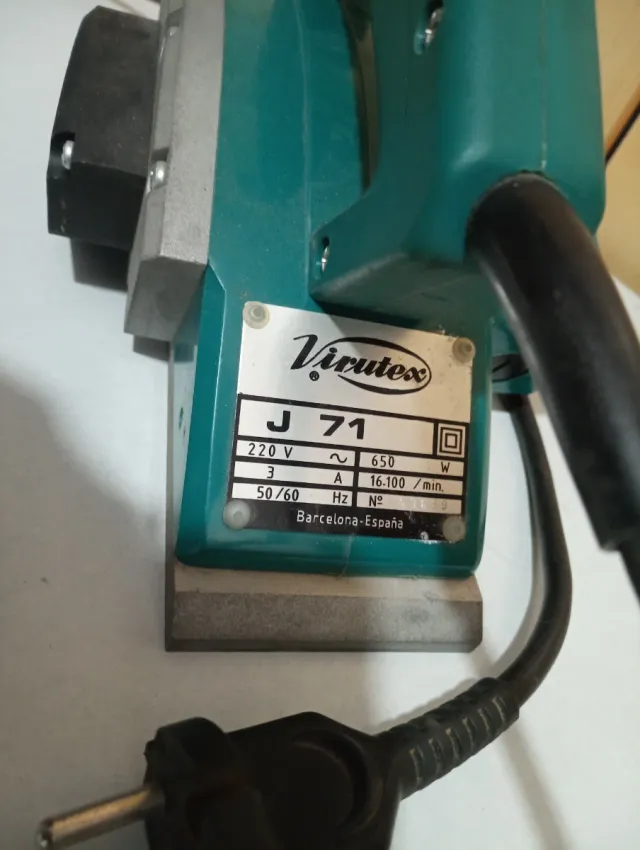 Virutex
®
J 71
220 V ~ 650 W
3 A 16.100 /min.
50/60 Hz Nº
Barcelona-España